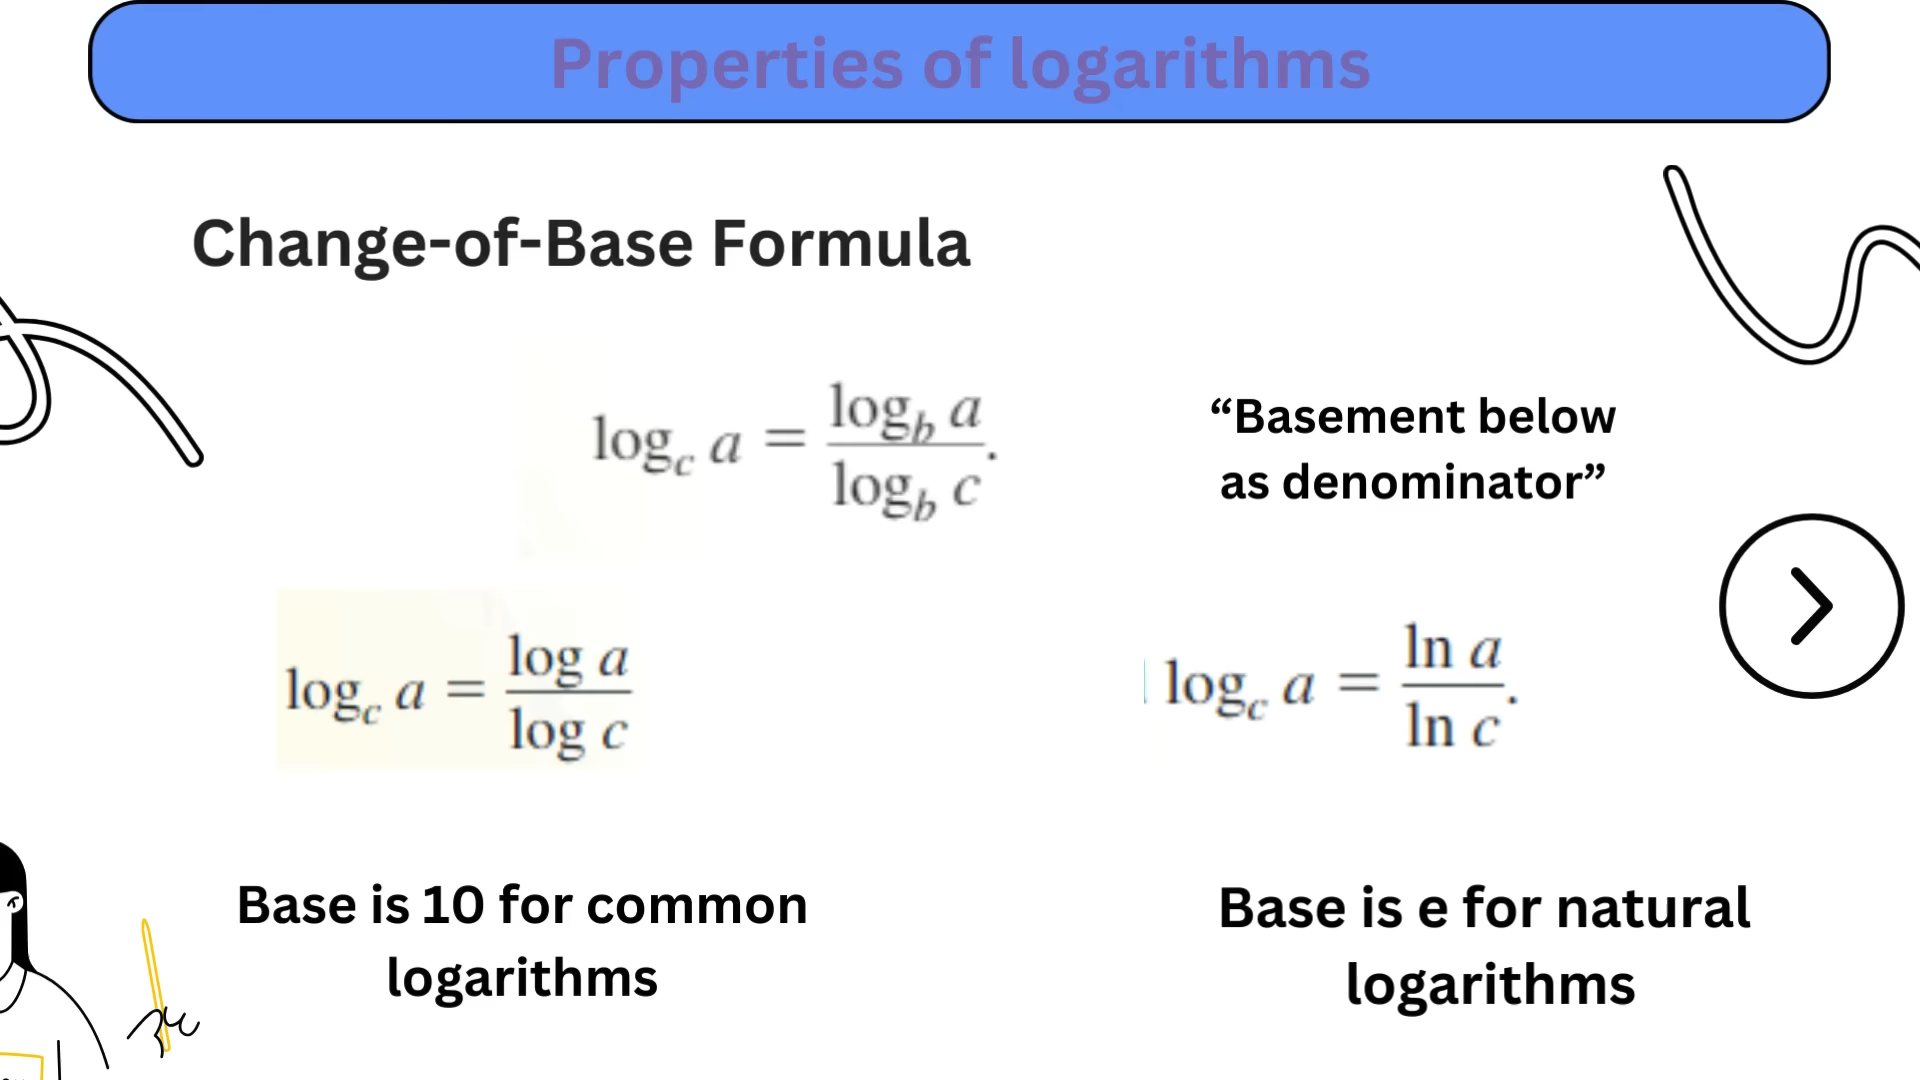 Properties of logarithms
Change-of-Base Formula
log_c a = log_b a / log_b c.
“Basement below
as denominator”
log_c a = log a / log c
log_c a = ln a / ln c.
Base is 10 for common
logarithms
Base is e for natural
logarithms